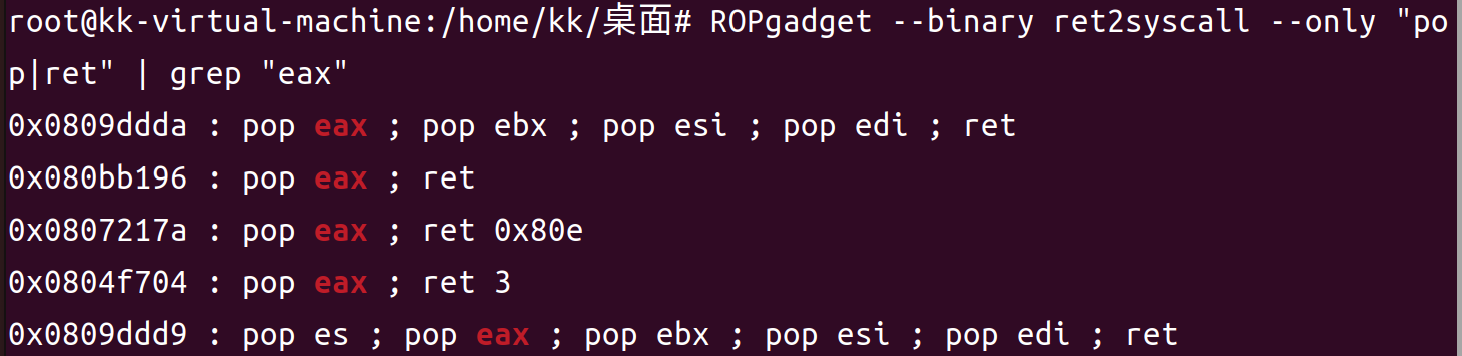 root@kk-virtual-machine:/home/kk/桌面# ROPgadget --binary ret2syscall --only "po
p|ret" | grep "eax"
0x0809ddda : pop eax ; pop ebx ; pop esi ; pop edi ; ret
0x080bb196 : pop eax ; ret
0x0807217a : pop eax ; ret 0x80e
0x0804f704 : pop eax ; ret 3
0x0809ddd9 : pop es ; pop eax ; pop ebx ; pop esi ; pop edi ; ret